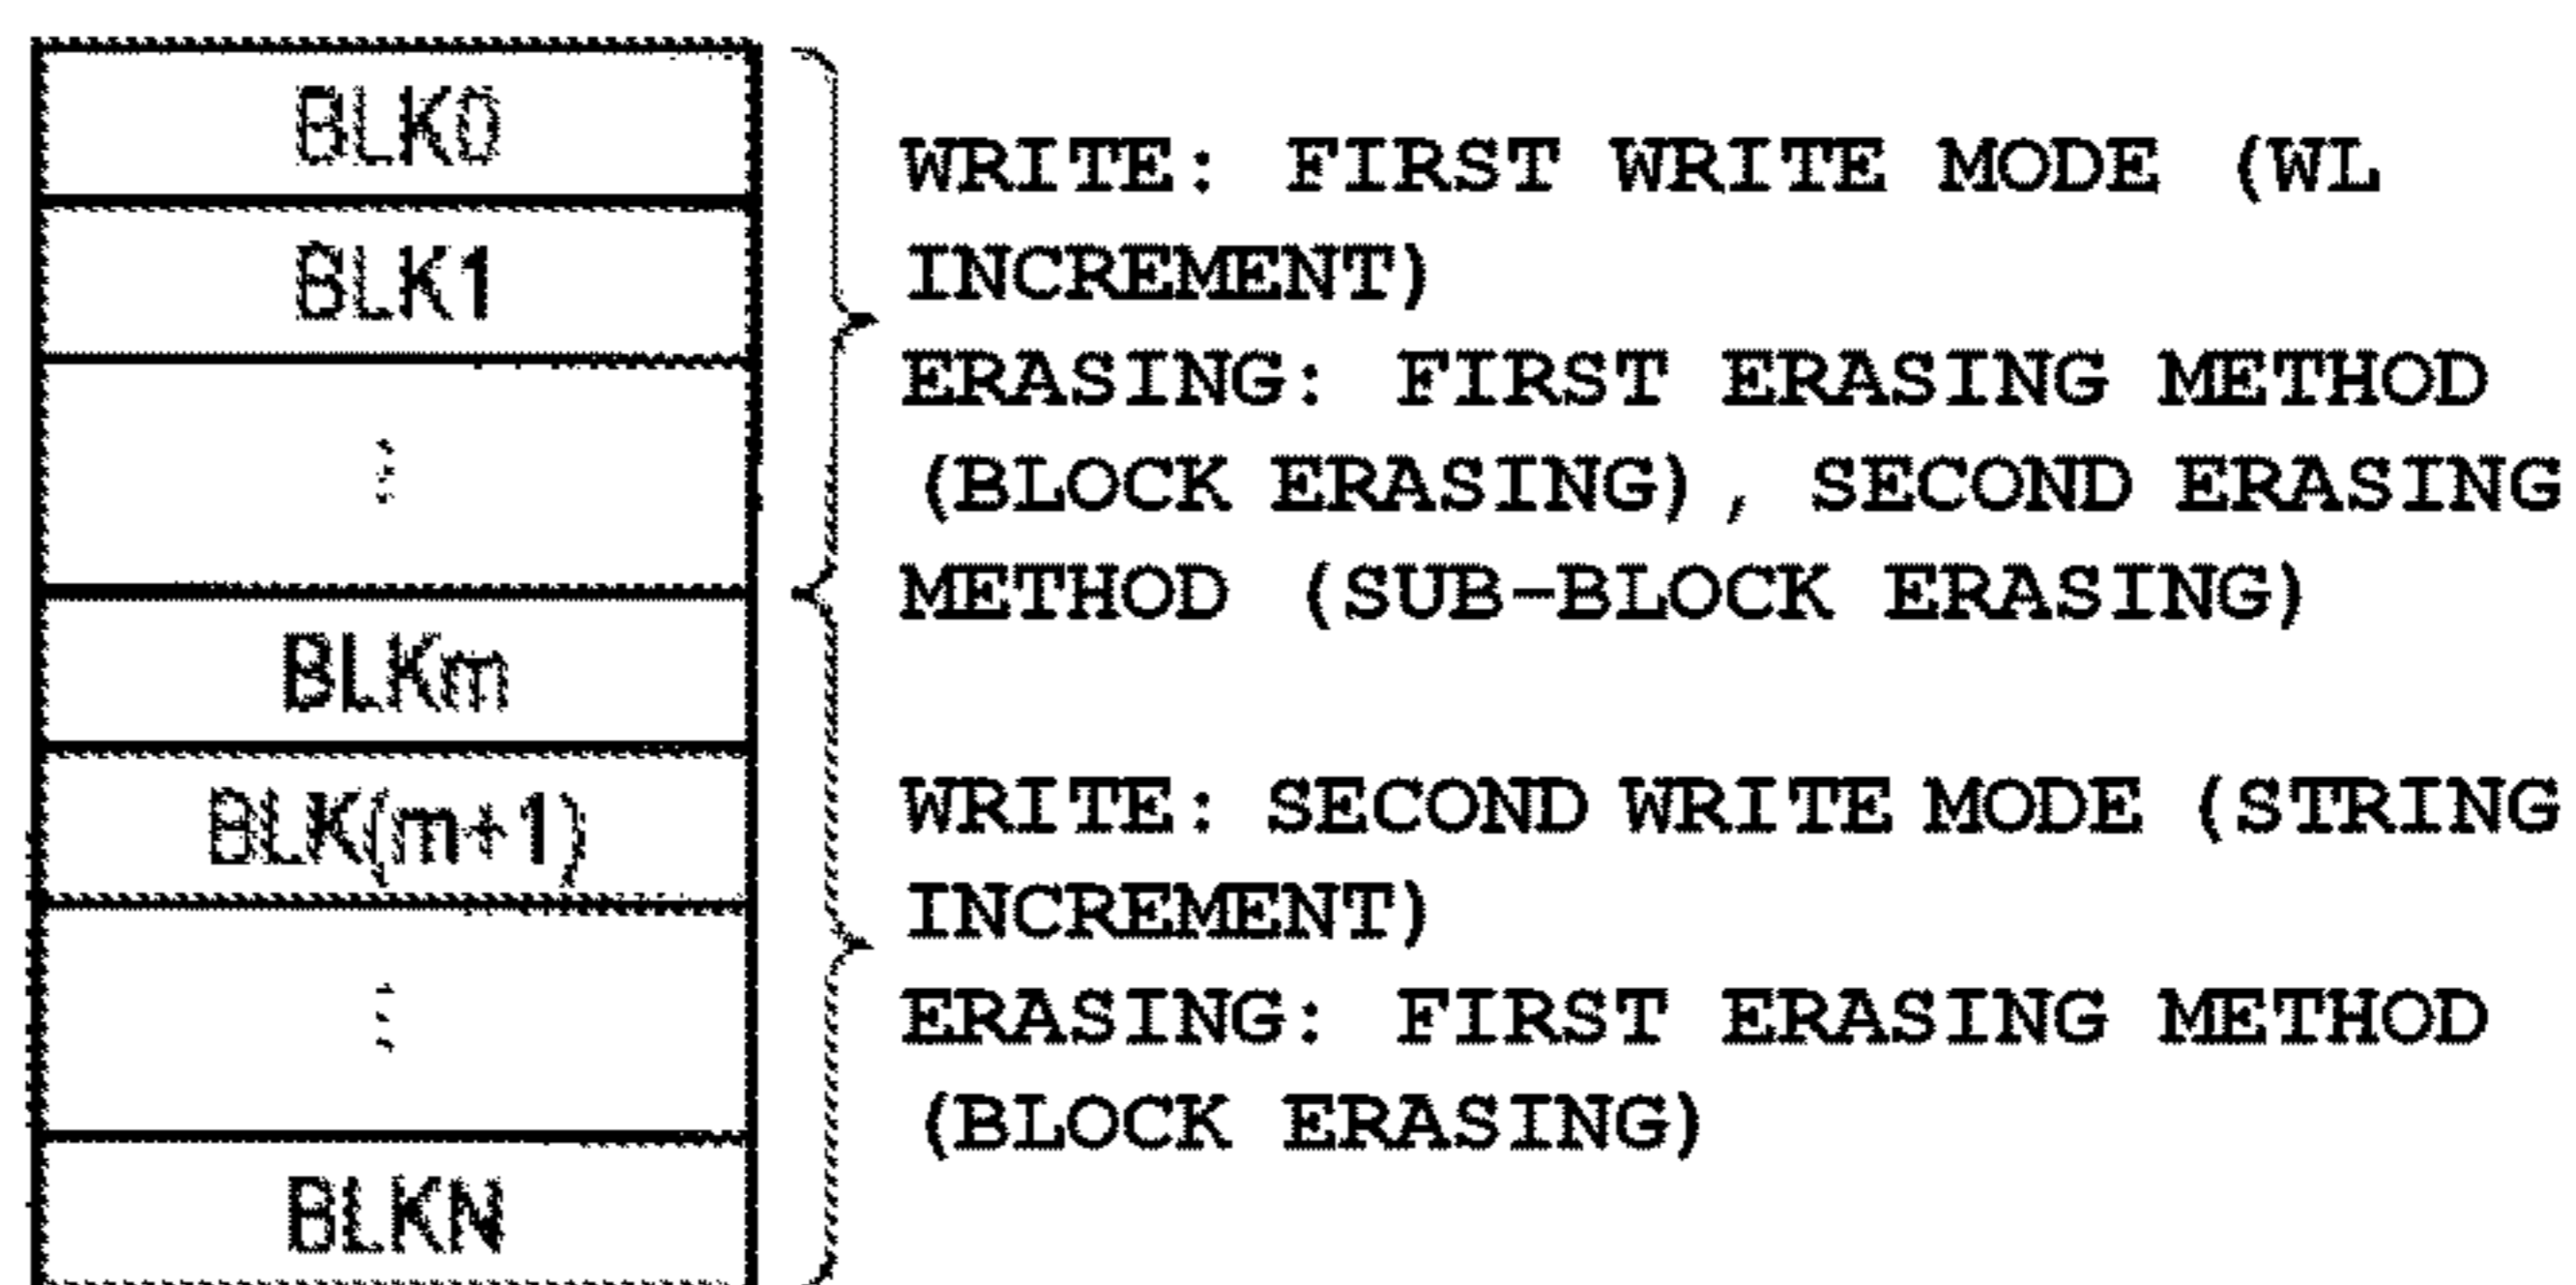 BLK0
BLK1
⋮
BLKm
BLK(m+1)
⋮
BLKN
WRITE: FIRST WRITE MODE (WL
INCREMENT)
ERASING: FIRST ERASING METHOD
(BLOCK ERASING), SECOND ERASING
METHOD (SUB-BLOCK ERASING)
WRITE: SECOND WRITE MODE (STRING
INCREMENT)
ERASING: FIRST ERASING METHOD
(BLOCK ERASING)